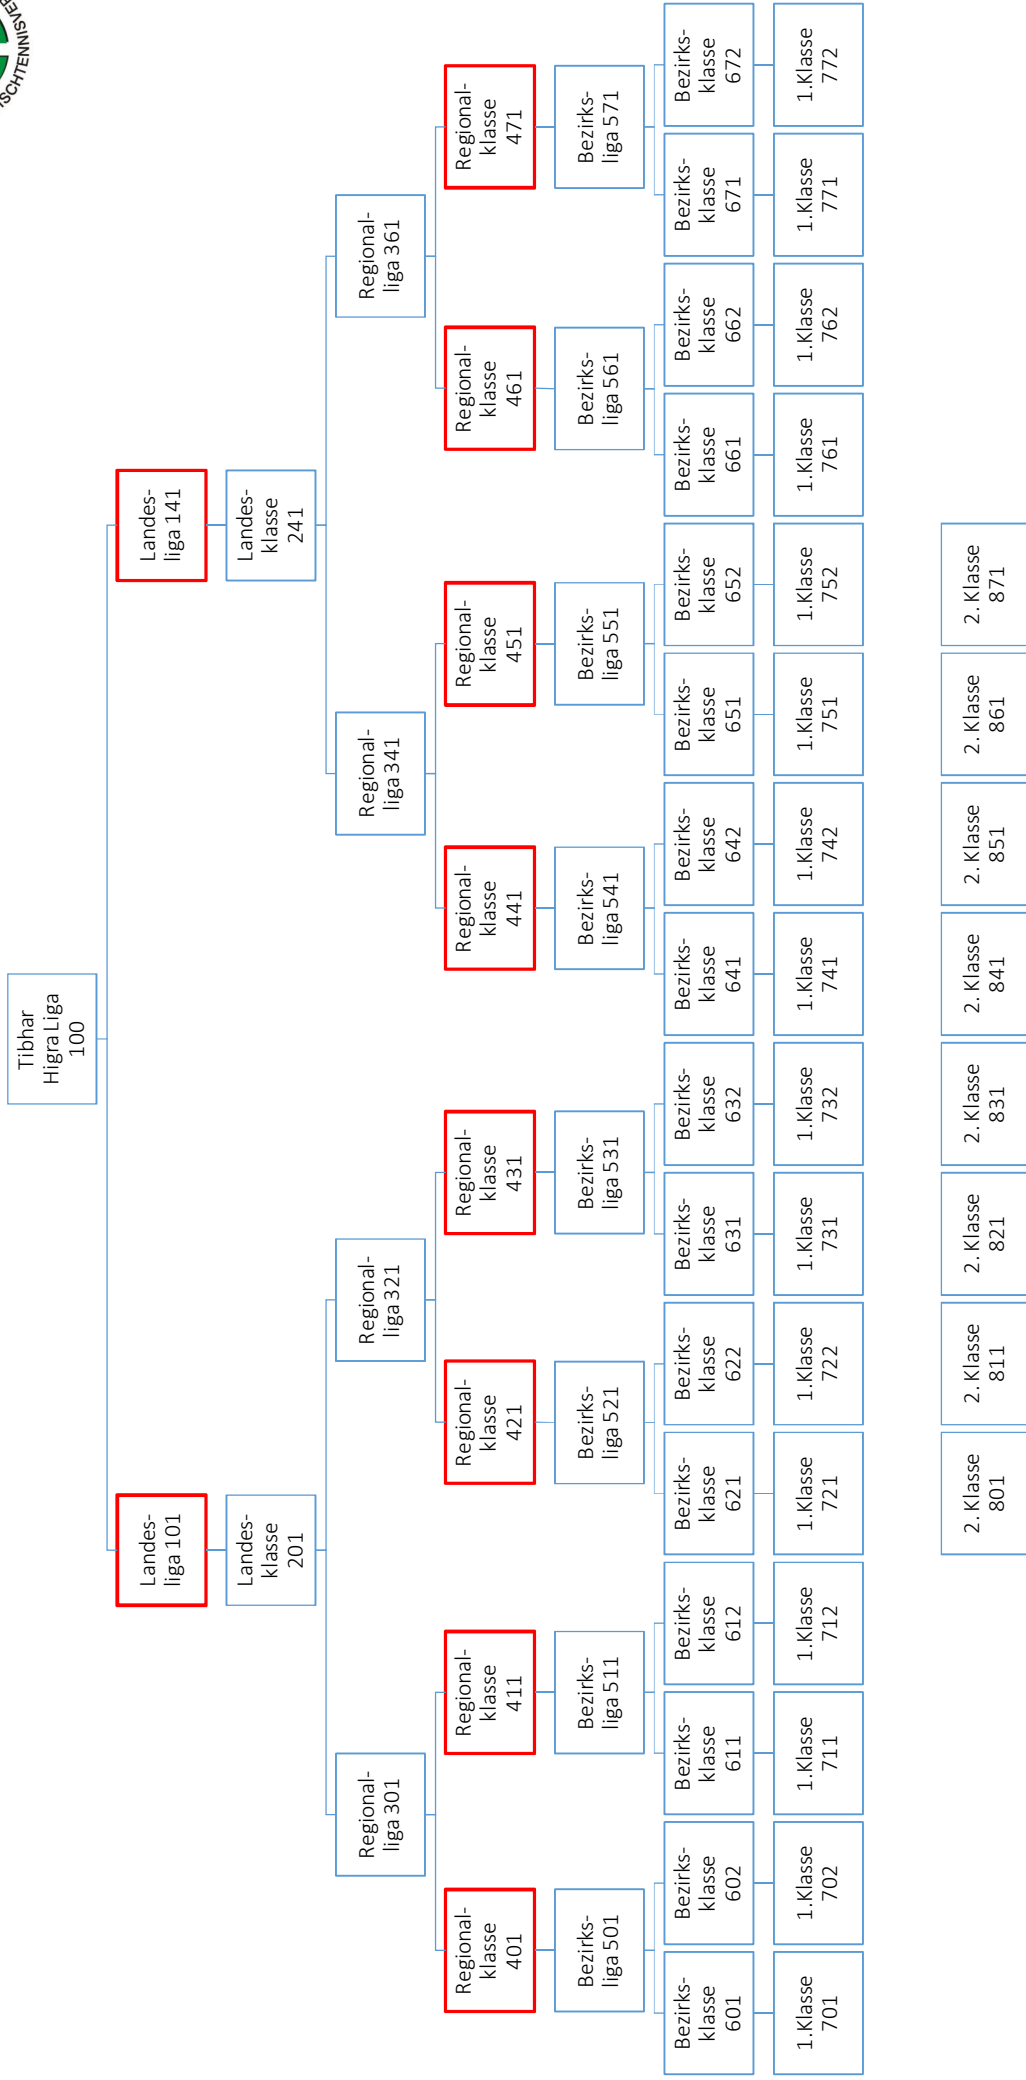 Tibhar
Higra Liga
100
Landes-
liga 101
Landes-
liga 141
Landes-
klasse
201
Landes-
klasse
241
Regional-
liga 301
Regional-
liga 321
Regional-
liga 341
Regional-
liga 361
Regional-
klasse
401
Regional-
klasse
411
Regional-
klasse
421
Regional-
klasse
431
Regional-
klasse
441
Regional-
klasse
451
Regional-
klasse
461
Regional-
klasse
471
Bezirks-
liga 501
Bezirks-
liga 511
Bezirks-
liga 521
Bezirks-
liga 531
Bezirks-
liga 541
Bezirks-
liga 551
Bezirks-
liga 561
Bezirks-
liga 571
Bezirks-
klasse
601
Bezirks-
klasse
602
Bezirks-
klasse
611
Bezirks-
klasse
612
Bezirks-
klasse
621
Bezirks-
klasse
622
Bezirks-
klasse
631
Bezirks-
klasse
632
Bezirks-
klasse
641
Bezirks-
klasse
642
Bezirks-
klasse
651
Bezirks-
klasse
652
Bezirks-
klasse
661
Bezirks-
klasse
662
Bezirks-
klasse
671
Bezirks-
klasse
672
1.Klasse
701
1.Klasse
702
1.Klasse
711
1.Klasse
712
1.Klasse
721
1.Klasse
722
1.Klasse
731
1.Klasse
732
1.Klasse
741
1.Klasse
742
1.Klasse
751
1.Klasse
752
1.Klasse
761
1.Klasse
762
1.Klasse
771
1.Klasse
772
2. Klasse
801
2. Klasse
811
2. Klasse
821
2. Klasse
831
2. Klasse
841
2. Klasse
851
2. Klasse
861
2. Klasse
871